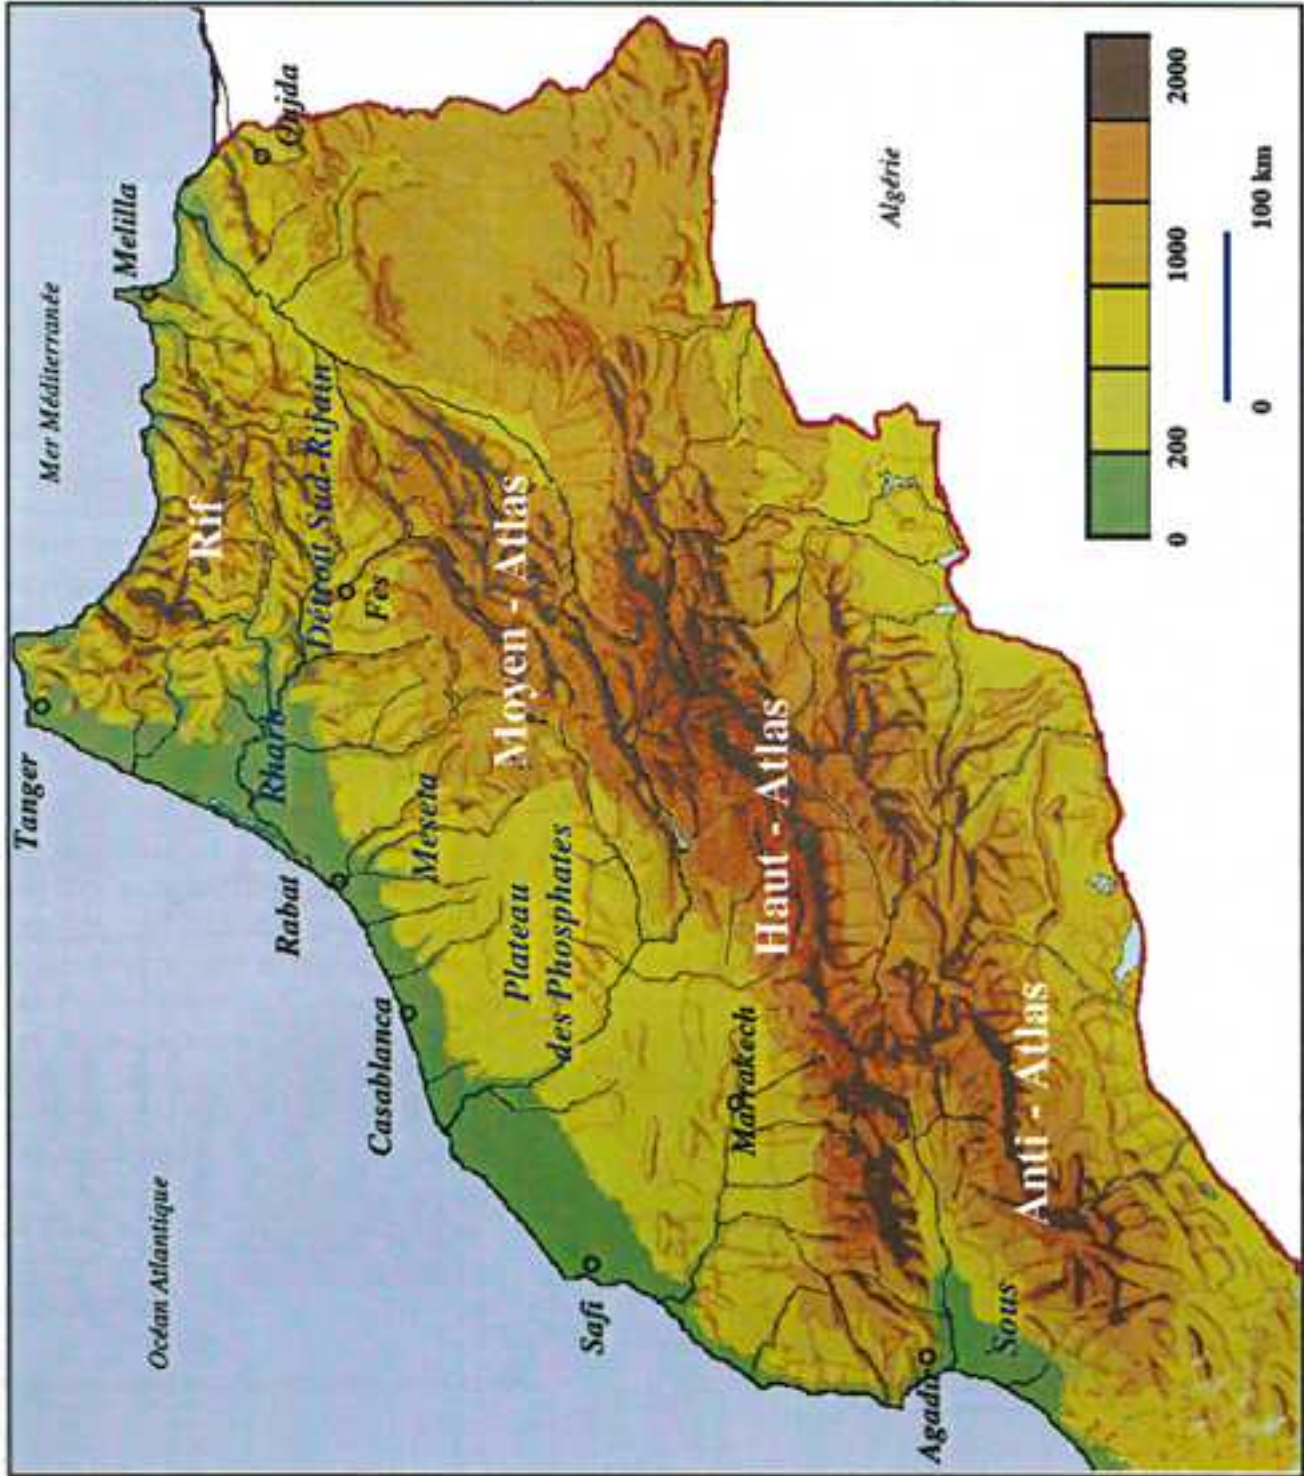 Tanger
Mer Méditerranée
Melilla
Océan Atlantique
Rif
Rharb
Oujda
Rabat
Détroit Sud-Rifain
Fès
Casablanca
Meseta
Moyen - Atlas
Plateau
des Phosphates
Safi
Marrakech
Haut - Atlas
Algérie
Agadir
Sous
Anti - Atlas
0 200 1000 2000
0 100 km